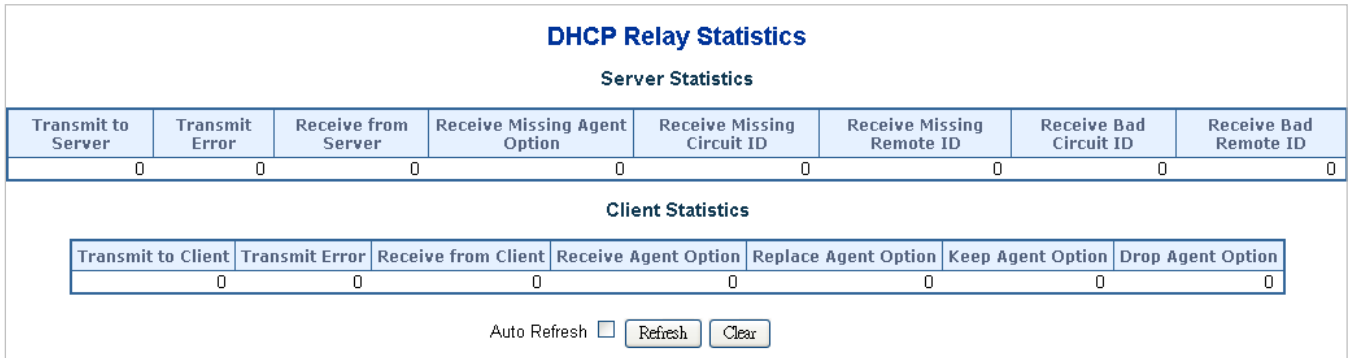 DHCP Relay Statistics
Server Statistics
Transmit to Server Transmit Error Receive from Server Receive Missing Agent Option Receive Missing Circuit ID Receive Missing Remote ID Receive Bad Circuit ID Receive Bad Remote ID
0 0 0 0 0 0 0 0
Client Statistics
Transmit to Client Transmit Error Receive from Client Receive Agent Option Replace Agent Option Keep Agent Option Drop Agent Option
0 0 0 0 0 0 0
Auto Refresh Refresh Clear